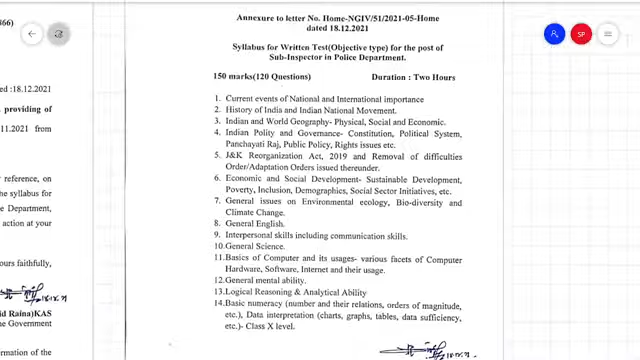 866)
SP
ed :18.12.2021
providing of
.11.2021 from
r reference, on
he syllabus for
e Department,
action at your
ours faithfully,
id Raina)KAS
he Government
formation of the
Annexure to letter No. Home-NGIV/51/2021-05-Home
dated 18.12.2021
Syllabus for Written Test(Objective type) for the post of
Sub-Inspector in Police Department.
150 marks(120 Questions) Duration : Two Hours
1. Current events of National and International importance
2. History of India and Indian National Movement.
3. Indian and World Geography- Physical, Social and Economic.
4. Indian Polity and Governance- Constitution, Political System,
Panchayati Raj, Public Policy, Rights issues etc.
5. J&K Reorganization Act, 2019 and Removal of difficulties
Order/Adaptation Orders issued thereunder.
6. Economic and Social Development- Sustainable Development,
Poverty, Inclusion, Demographics, Social Sector Initiatives, etc.
7. General issues on Environmental ecology, Bio-diversity and
Climate Change.
8. General English.
9. Interpersonal skills including communication skills.
10. General Science.
11. Basics of Computer and its usages- various facets of Computer
Hardware, Software, Internet and their usage.
12. General mental ability.
13. Logical Reasoning & Analytical Ability
14. Basic numeracy (number and their relations, orders of magnitude,
etc.), Data interpretation (charts, graphs, tables, data sufficiency,
etc.)- Class X level.